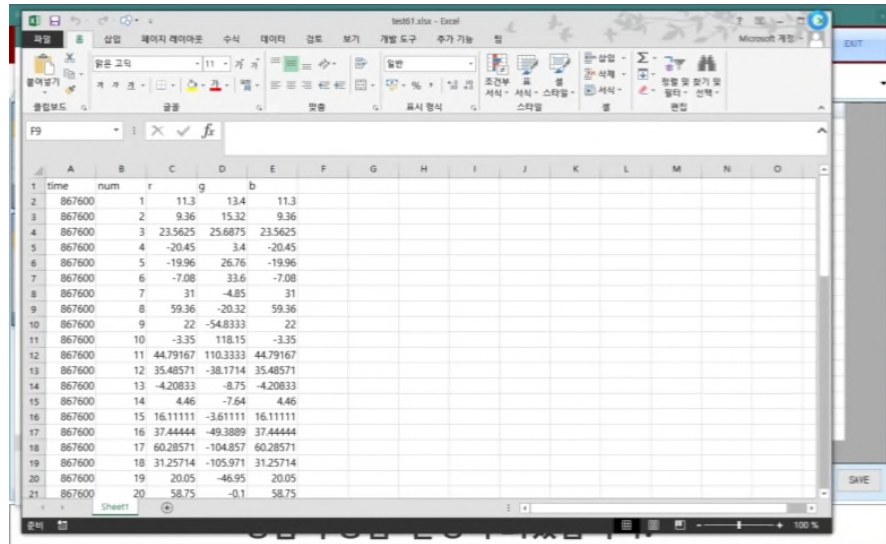 test61.xlsx - Excel
파일 홈 삽입 페이지 레이아웃 수식 데이터 검토 보기 개발 도구 추가 기능 팀 Microsoft 계정
EXIT
붙여넣기
맑은 고딕 11 가 가
가 가 가
일반
% ,
조건부 서식 표 서식 셀 스타일
삽입
삭제
서식
정렬 및 필터 찾기 및 선택
클립보드 글꼴 맞춤 표시 형식 스타일 셀 편집
F9 fx
A B C D E F G H I J K L M N O
1 time num r g b
2 867600 1 11.3 13.4 11.3
3 867600 2 9.36 15.32 9.36
4 867600 3 23.5625 25.6875 23.5625
5 867600 4 -20.45 3.4 -20.45
6 867600 5 -19.96 26.76 -19.96
7 867600 6 -7.08 33.6 -7.08
8 867600 7 31 -4.85 31
9 867600 8 59.36 -20.32 59.36
10 867600 9 22 -54.8333 22
11 867600 10 -3.35 118.15 -3.35
12 867600 11 44.79167 110.3333 44.79167
13 867600 12 35.48571 -38.1714 35.48571
14 867600 13 -4.20833 -8.75 -4.20833
15 867600 14 4.46 -7.64 4.46
16 867600 15 16.11111 -3.61111 16.11111
17 867600 16 37.44444 -49.3889 37.44444
18 867600 17 60.28571 -104.857 60.28571
19 867600 18 31.25714 -105.971 31.25714
20 867600 19 20.05 -46.95 20.05
21 867600 20 58.75 -0.1 58.75
SAVE
Sheet1
준비 100 %